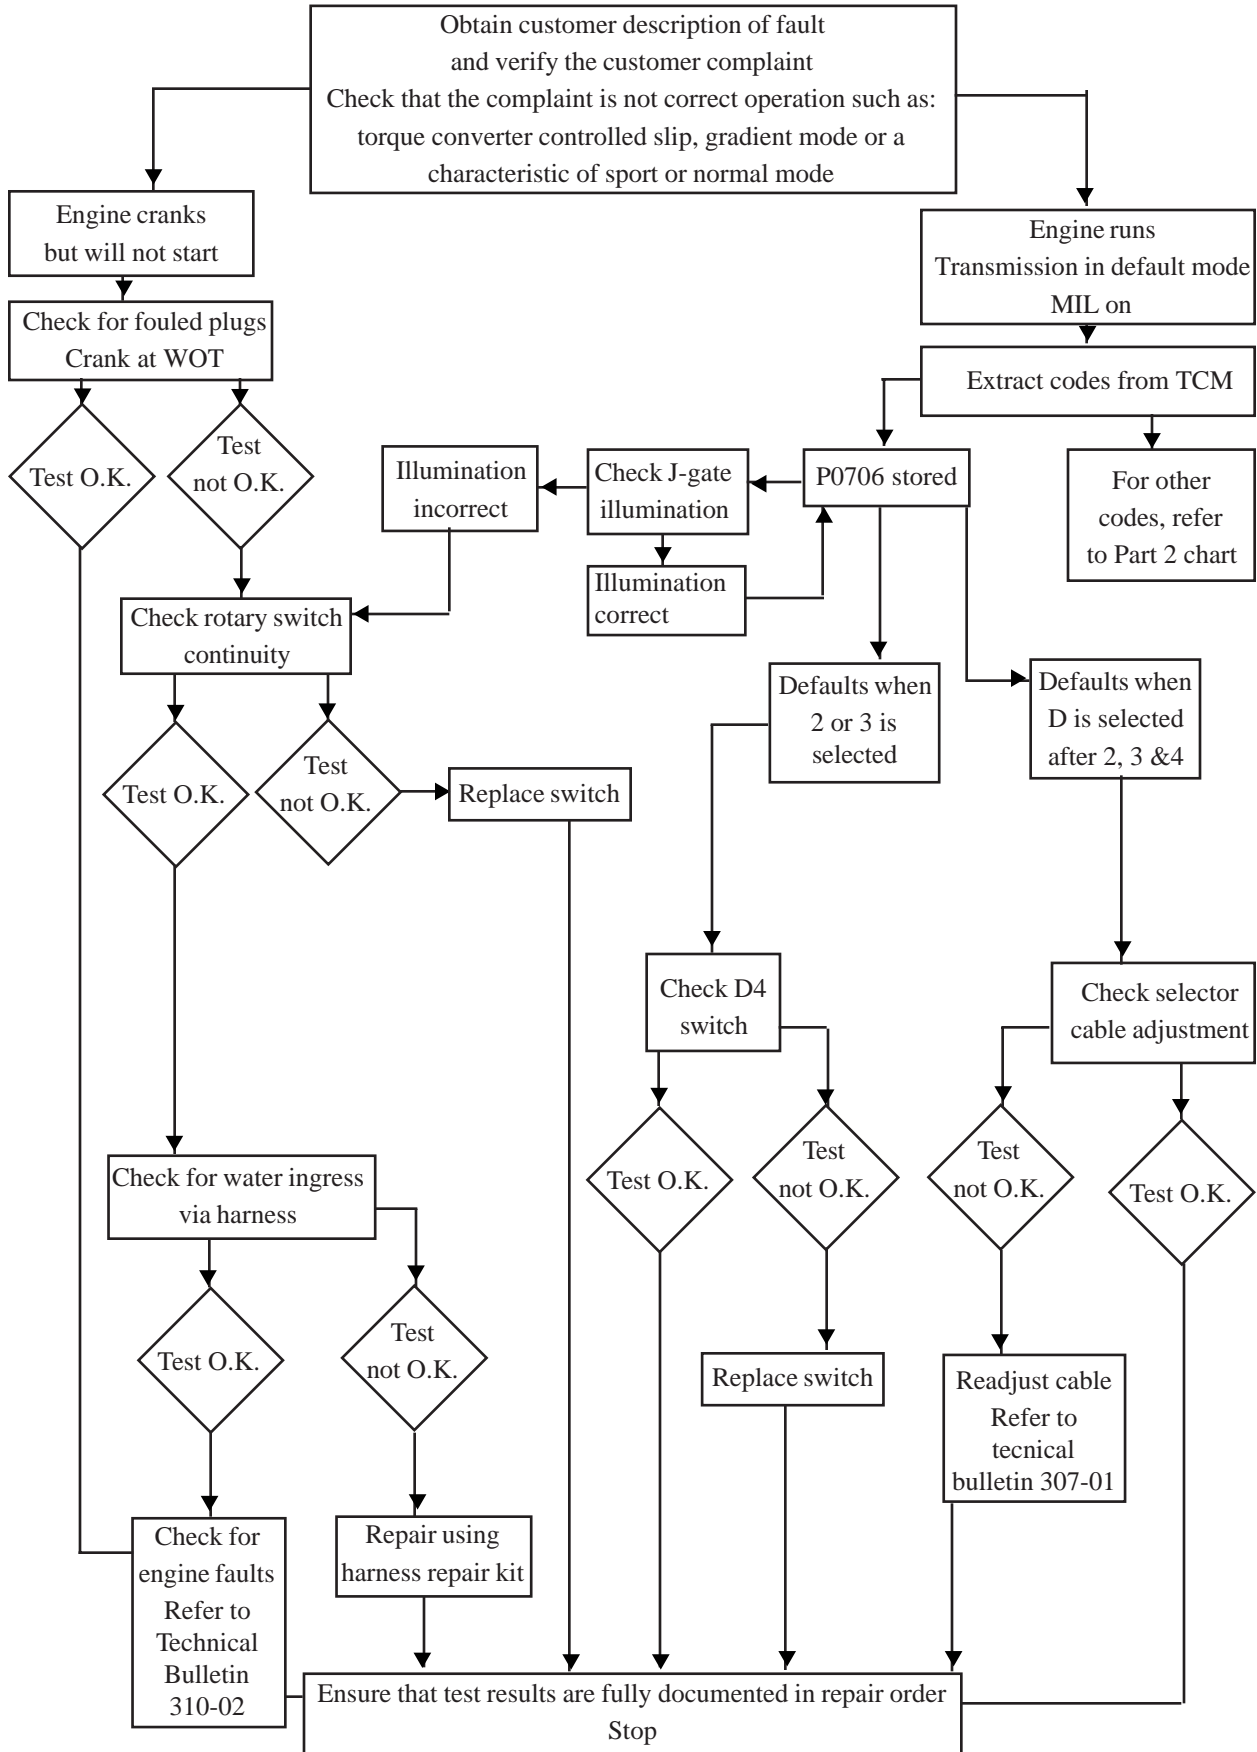 Obtain customer description of fault
and verify the customer complaint
Check that the complaint is not correct operation such as:
torque converter controlled slip, gradient mode or a
characteristic of sport or normal mode
Engine cranks
but will not start
Engine runs
Transmission in default mode
MIL on
Check for fouled plugs
Crank at WOT
Extract codes from TCM
Test O.K.
Test
not O.K.
Illumination
incorrect
Check J-gate
illumination
P0706 stored
For other
codes, refer
to Part 2 chart
Illumination
correct
Check rotary switch
continuity
Defaults when
2 or 3 is
selected
Defaults when
D is selected
after 2, 3 &4
Test O.K.
Test
not O.K.
Replace switch
Check D4
switch
Check selector
cable adjustment
Check for water ingress
via harness
Test O.K.
Test
not O.K.
Test
not O.K.
Test O.K.
Test O.K.
Test
not O.K.
Replace switch
Readjust cable
Refer to
tecnical
bulletin 307-01
Check for
engine faults
Refer to
Technical
Bulletin
310-02
Repair using
harness repair kit
Ensure that test results are fully documented in repair order
Stop